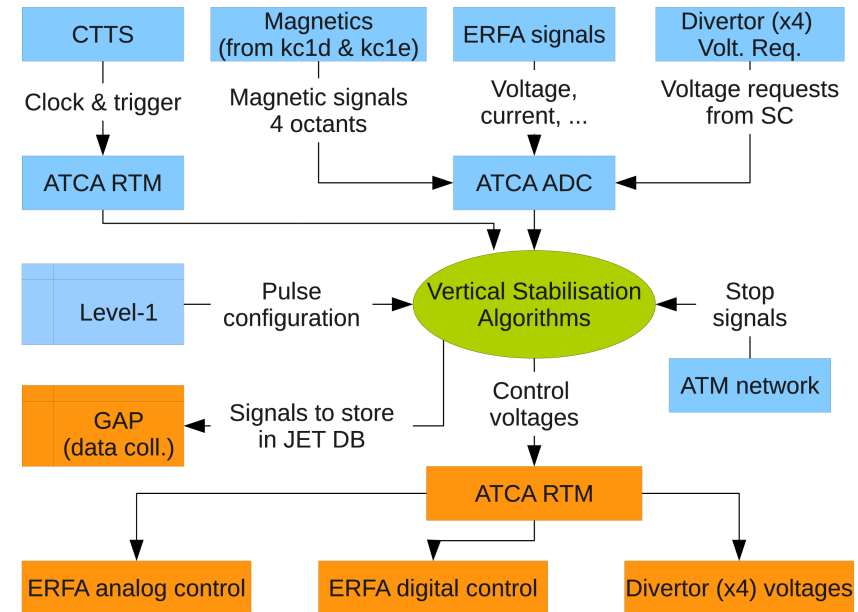 CTTS
Magnetics
(from kc1d & kc1e)
ERFA signals
Divertor (x4)
Volt. Req.
Clock & trigger
Magnetic signals
4 octants
Voltage,
current, ...
Voltage requests
from SC
ATCA RTM
ATCA ADC
Level-1
Pulse
configuration
Vertical Stabilisation
Algorithms
Stop
signals
ATM network
GAP
(data coll.)
Signals to store
in JET DB
Control
voltages
ATCA RTM
ERFA analog control
ERFA digital control
Divertor (x4) voltages